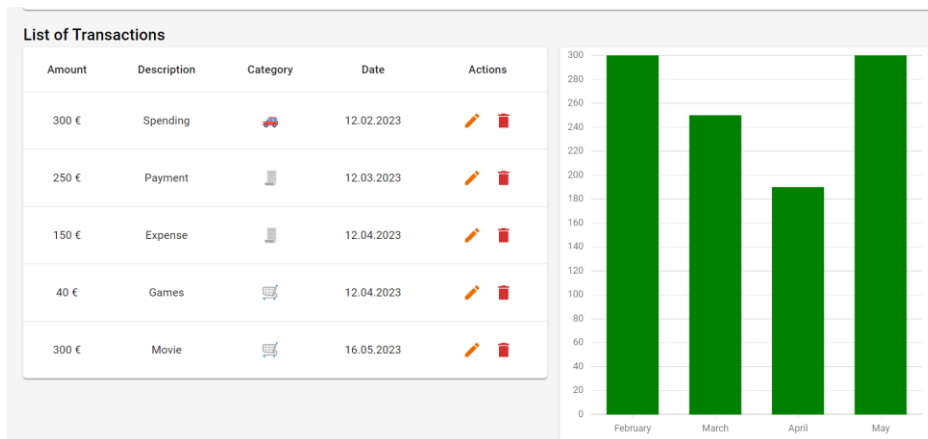 List of Transactions
Amount Description Category Date Actions
300 € Spending 12.02.2023
250 € Payment 12.03.2023
150 € Expense 12.04.2023
40 € Games 12.04.2023
300 € Movie 16.05.2023
300
280
260
240
220
200
180
160
140
120
100
80
60
40
20
0
February March April May